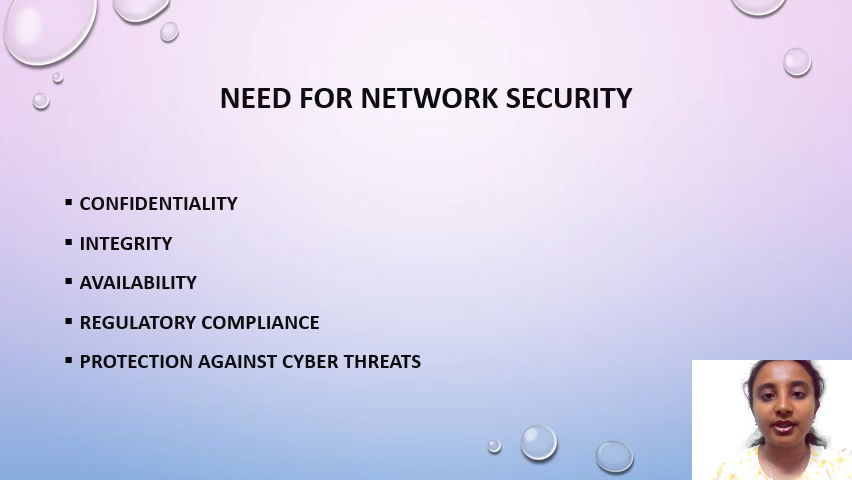 NEED FOR NETWORK SECURITY
CONFIDENTIALITY
INTEGRITY
AVAILABILITY
REGULATORY COMPLIANCE
PROTECTION AGAINST CYBER THREATS